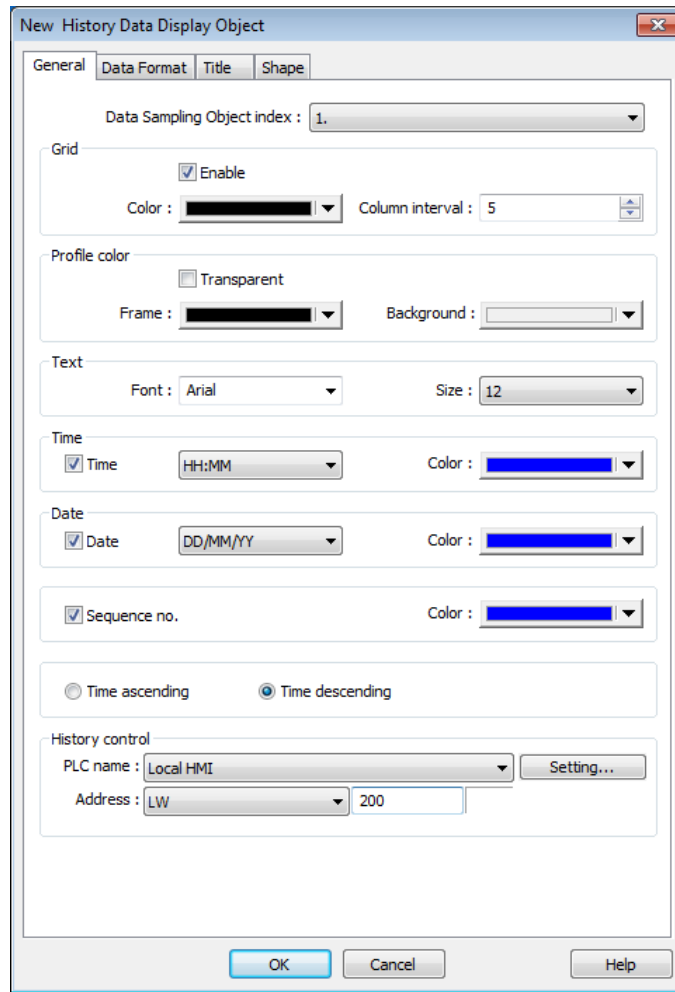 New  History Data Display Object
General Data Format Title Shape
Data Sampling Object index : 1.
Grid
Enable
Color : Column interval : 5
Profile color
Transparent
Frame : Background :
Text
Font : Arial Size : 12
Time
Time HH:MM Color :
Date
Date DD/MM/YY Color :
Sequence no. Color :
Time ascending Time descending
History control
PLC name : Local HMI Setting...
Address : LW 200
OK Cancel Help